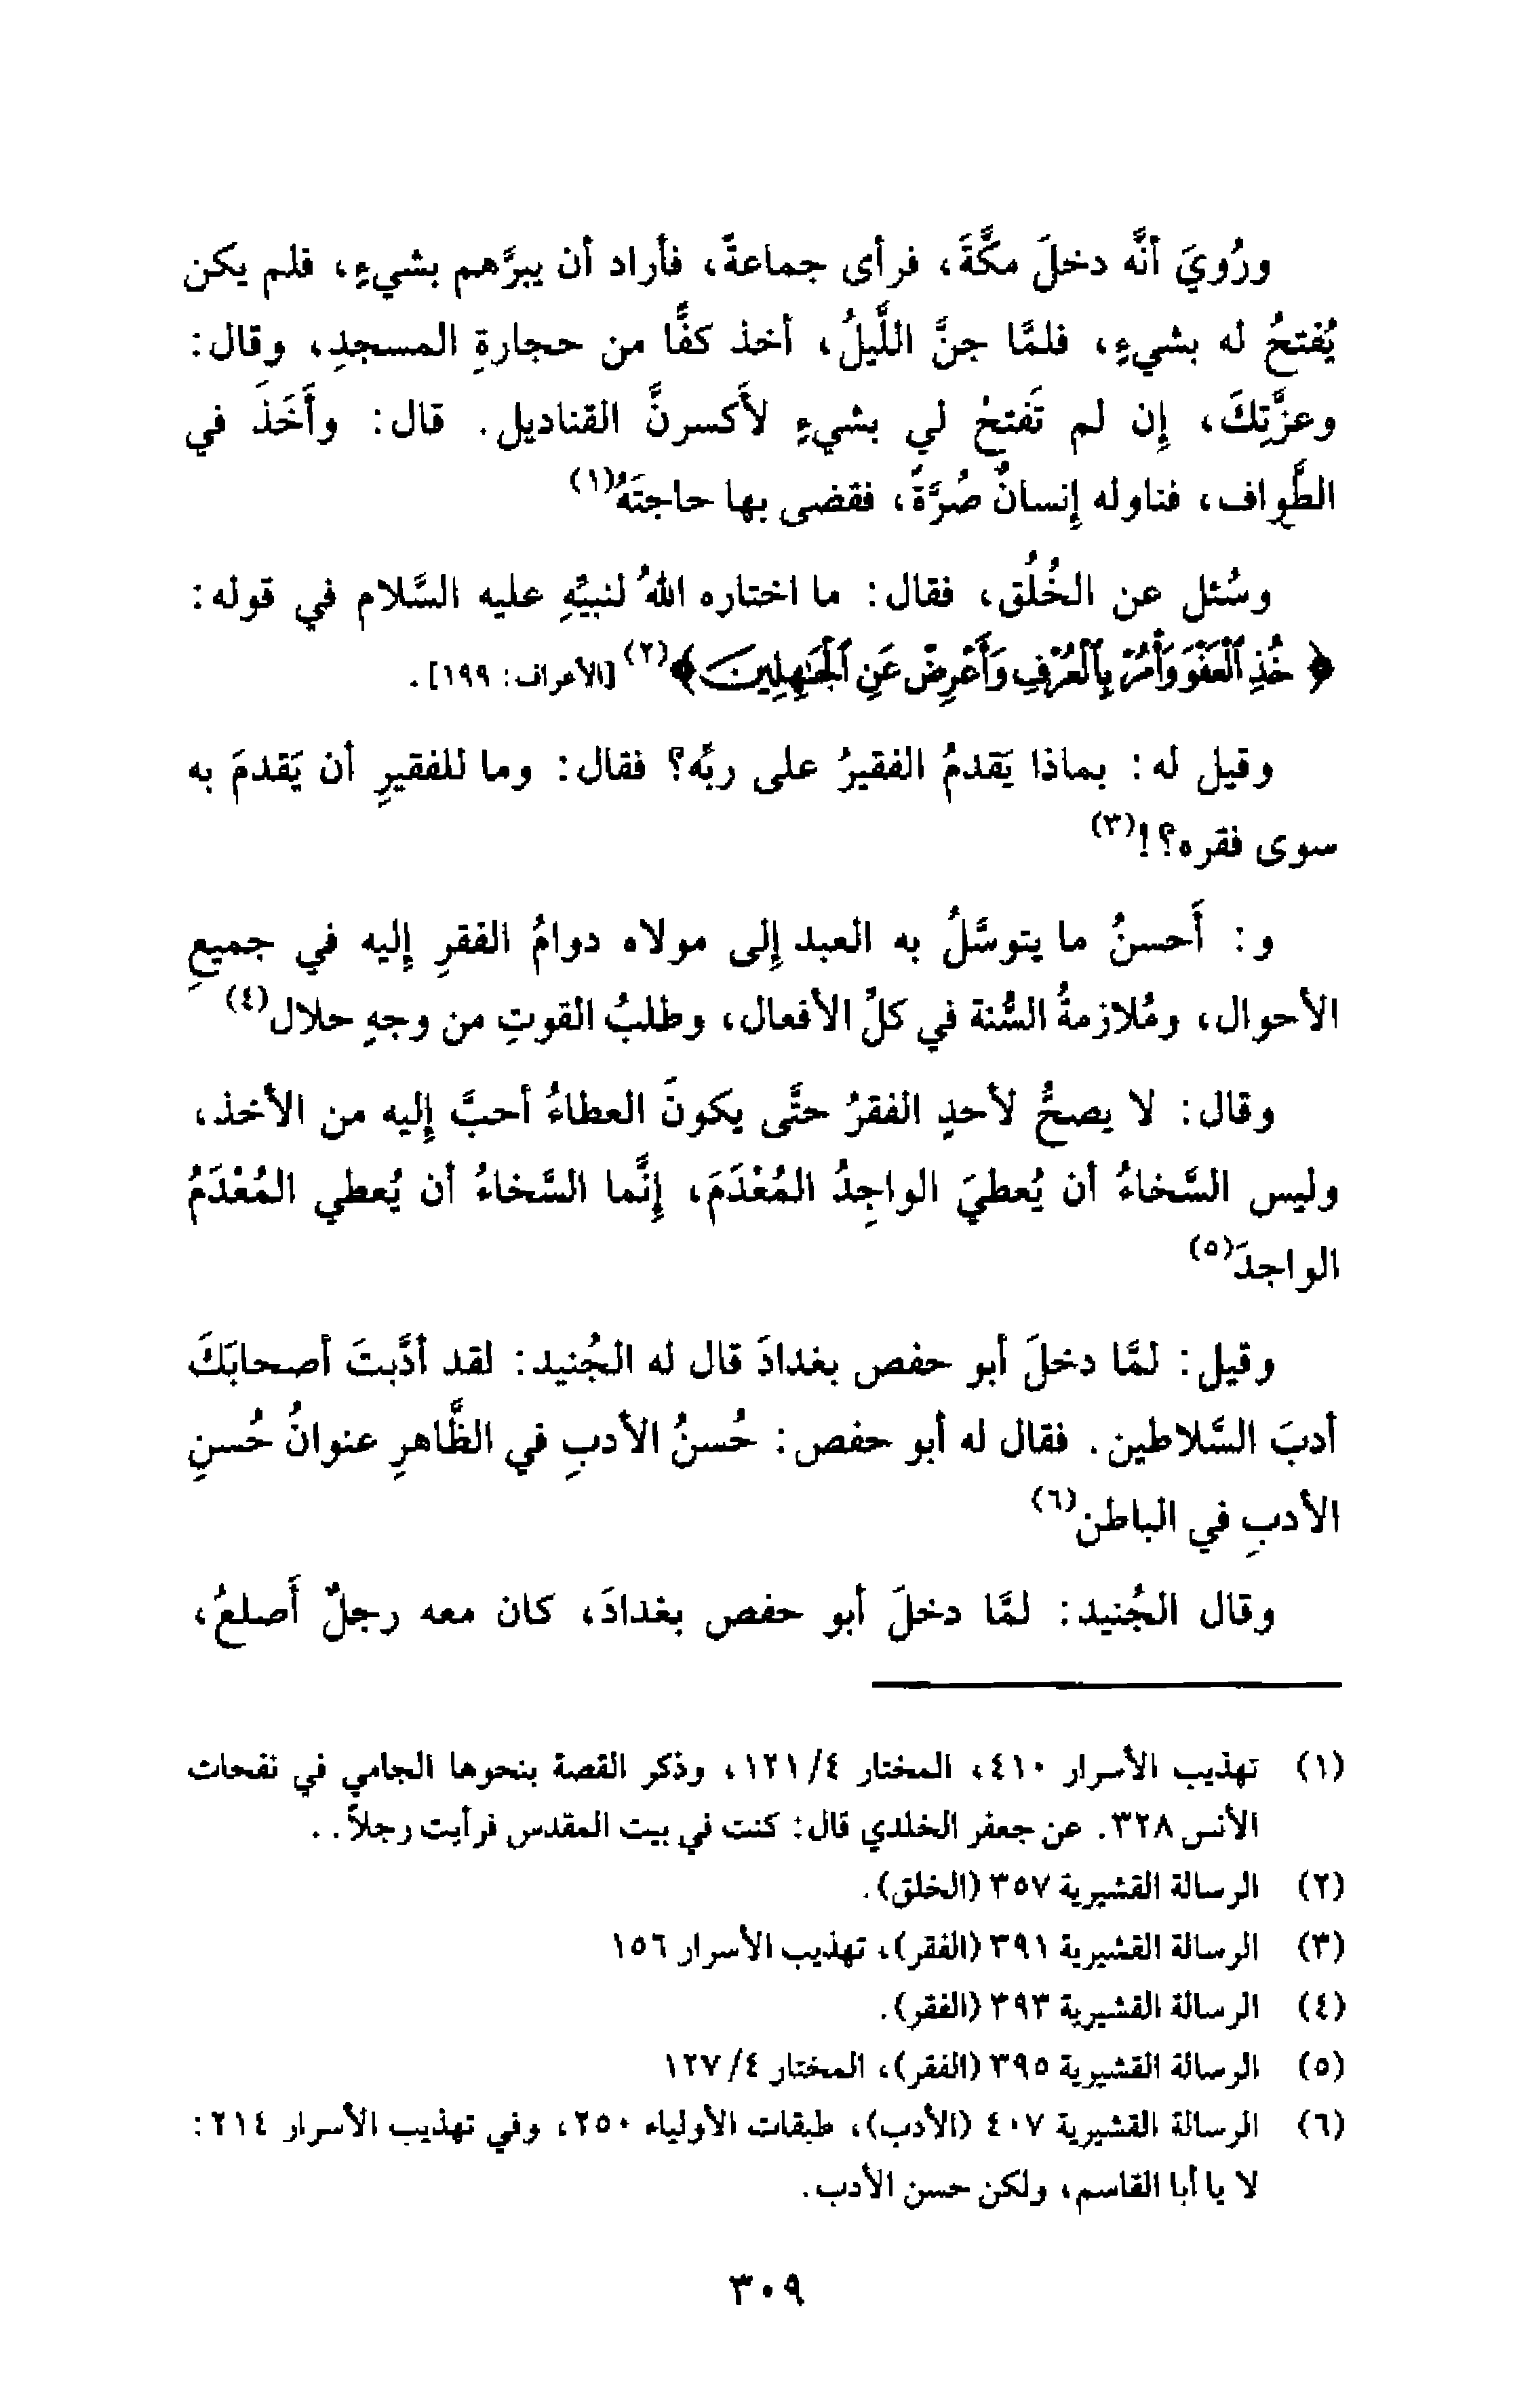 ورُويَ أنَّه دخلَ مكَّةَ، فرأى جماعةً، فأراد أن يبرَّهم بشيءٍ، فلم يكن
يُفتحُ له بشيءٍ، فلمَّا جنَّ اللَّيلُ، أخذ كفًّا من حجارةِ المسجدِ، وقال:
وعزَّتِكَ، إن لم تَفتحْ لي بشيءٍ لأَكسرنَّ القناديل. قال: وأَخَذَ في
الطَّوافِ، فناوله إنسانٌ صُرَّةً، فقضى بها حاجتَهُ(١)
وسُئل عن الخُلُق، فقال: ما اختاره اللهُ لنبيِّهِ عليه السَّلام في قوله:
﴿خُذِ ٱلْعَفْوَ وَأْمُرْ بِٱلْعُرْفِ وَأَعْرِضْ عَنِ ٱلْجَٰهِلِينَ﴾(٢) [الأعراف: ١٩٩].
وقيل له: بماذا يَقدمُ الفقيرُ على ربِّه؟ فقال: وما للفقيرِ أن يَقدمَ به
سوى فقره؟!(٣)
و: أَحسنُ ما يتوسَّلُ به العبد إلى مولاه دوامُ الفقرِ إليه في جميعِ
الأحوال، ومُلازمةُ السُّنة في كلِّ الأفعال، وطلبُ القوتِ من وجهٍ حلال(٤)
وقال: لا يصحُّ لأحدٍ الفقرُ حتَّى يكونَ العطاءُ أحبَّ إليه من الأخذ،
وليس السَّخاءُ أن يُعطيَ الواجِدُ المُعْدَمَ، إنَّما السَّخاءُ أن يُعطي المُعْدَمُ
الواجدَ(٥)
وقيل: لمَّا دخلَ أبو حفص بغدادَ قال له الجُنيد: لقد أدَّبتَ أصحابَكَ
أدبَ السَّلاطين. فقال له أبو حفص: حُسنُ الأدبِ في الظَّاهرِ عنوانُ حُسنِ
الأدبِ في الباطن(٦)
وقال الجُنيد: لمَّا دخلَ أبو حفص بغدادَ، كان معه رجلٌ أَصلعُ،
(١) تهذيب الأسرار ٤١٠، المختار ٤/١٢١، وذكر القصة بنحوها الجامي في نفحات
الأنس ٣٢٨. عن جعفر الخلدي قال: كنت في بيت المقدس فرأيت رجلاً..
(٢) الرسالة القشيرية ٣٥٧ (الخلق).
(٣) الرسالة القشيرية ٣٩١ (الفقر)، تهذيب الأسرار ١٥٦
(٤) الرسالة القشيرية ٣٩٣ (الفقر).
(٥) الرسالة القشيرية ٣٩٥ (الفقر)، المختار ٤/١٢٧
(٦) الرسالة القشيرية ٤٠٧ (الأدب)، طبقات الأولياء ٢٥٠، وفي تهذيب الأسرار ٢١٤:
لا يا أبا القاسم، ولكن حسن الأدب.
٣٠٩